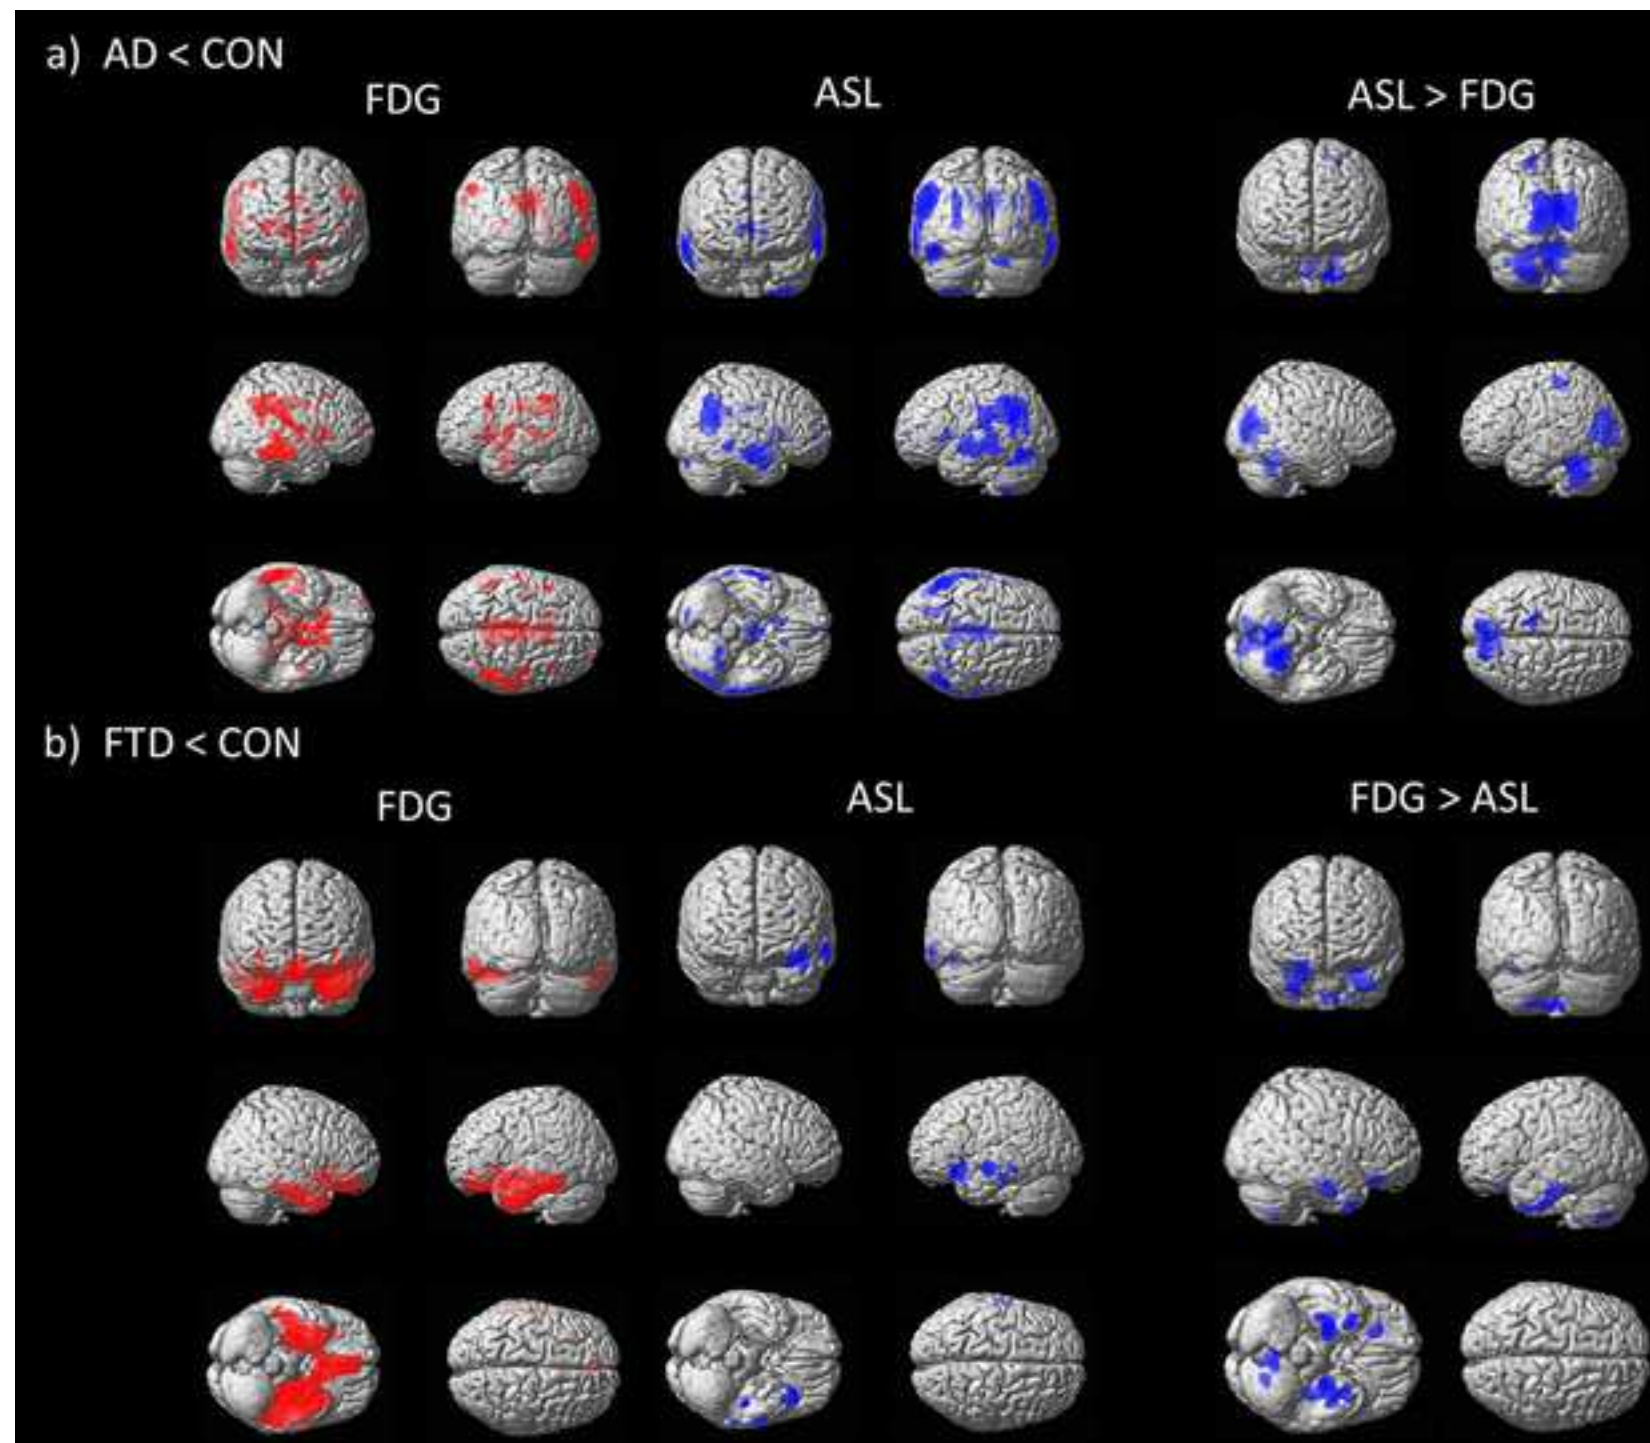 a) AD < CON
FDG
ASL
ASL > FDG
b) FTD < CON
FDG
ASL
FDG > ASL